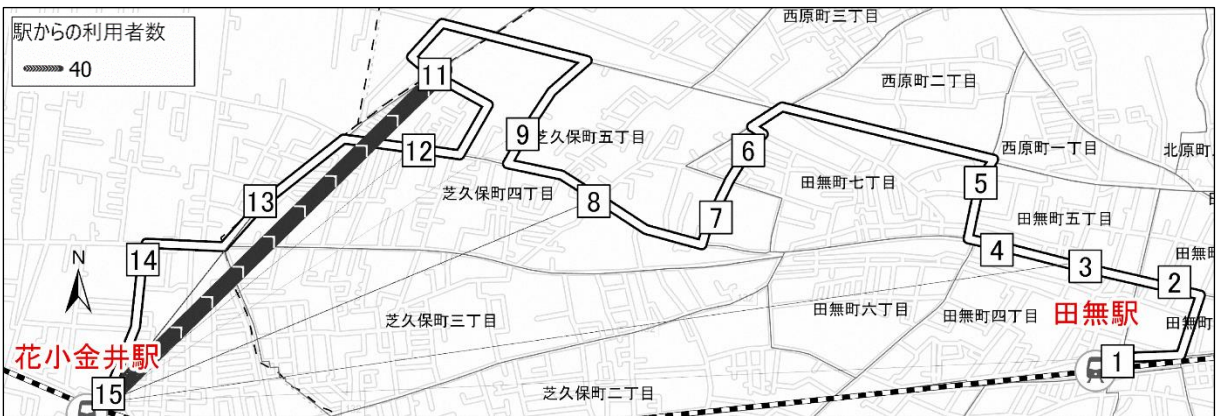 駅からの利用者数
40
西原町三丁目
西原町二丁目
11
12
9
芝久保町五丁目
6
西原町一丁目
北原町
13
芝久保町四丁目
8
7
田無町七丁目
5
田無町五丁目
14
N
4
3
2
田無町
芝久保町三丁目
田無町六丁目
田無町四丁目
田無駅
田無町
花小金井駅
1
15
芝久保町二丁目